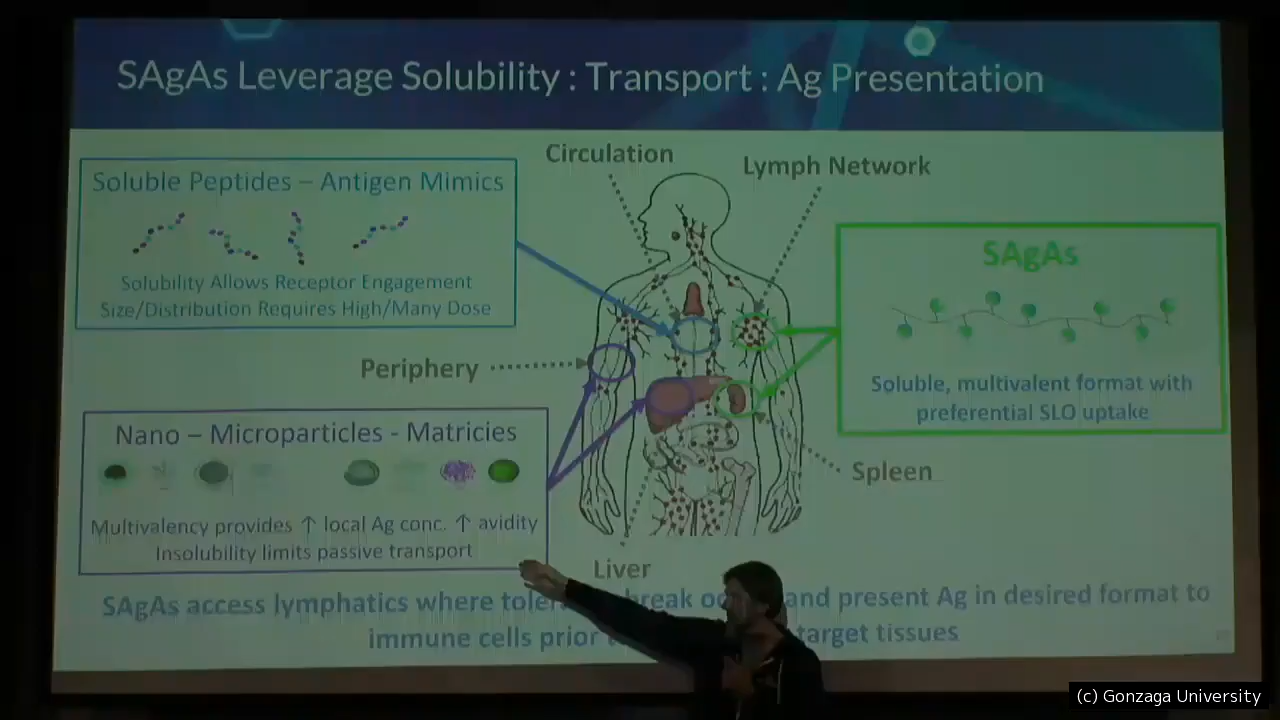 SAgAs Leverage Solubility : Transport : Ag Presentation
Circulation
Lymph Network
Soluble Peptides – Antigen Mimics
Solubility Allows Receptor Engagement
Size/Distribution Requires High/Many Dose
SAgAs
Soluble, multivalent format with
preferential SLO uptake
Periphery
Nano – Microparticles - Matricies
Multivalency provides ↑ local Ag conc. ↑ avidity
Insolubility limits passive transport
Spleen
Liver
SAgAs access lymphatics where break and present Ag in desired format to
immune cells prior target tissues
(c) Gonzaga University